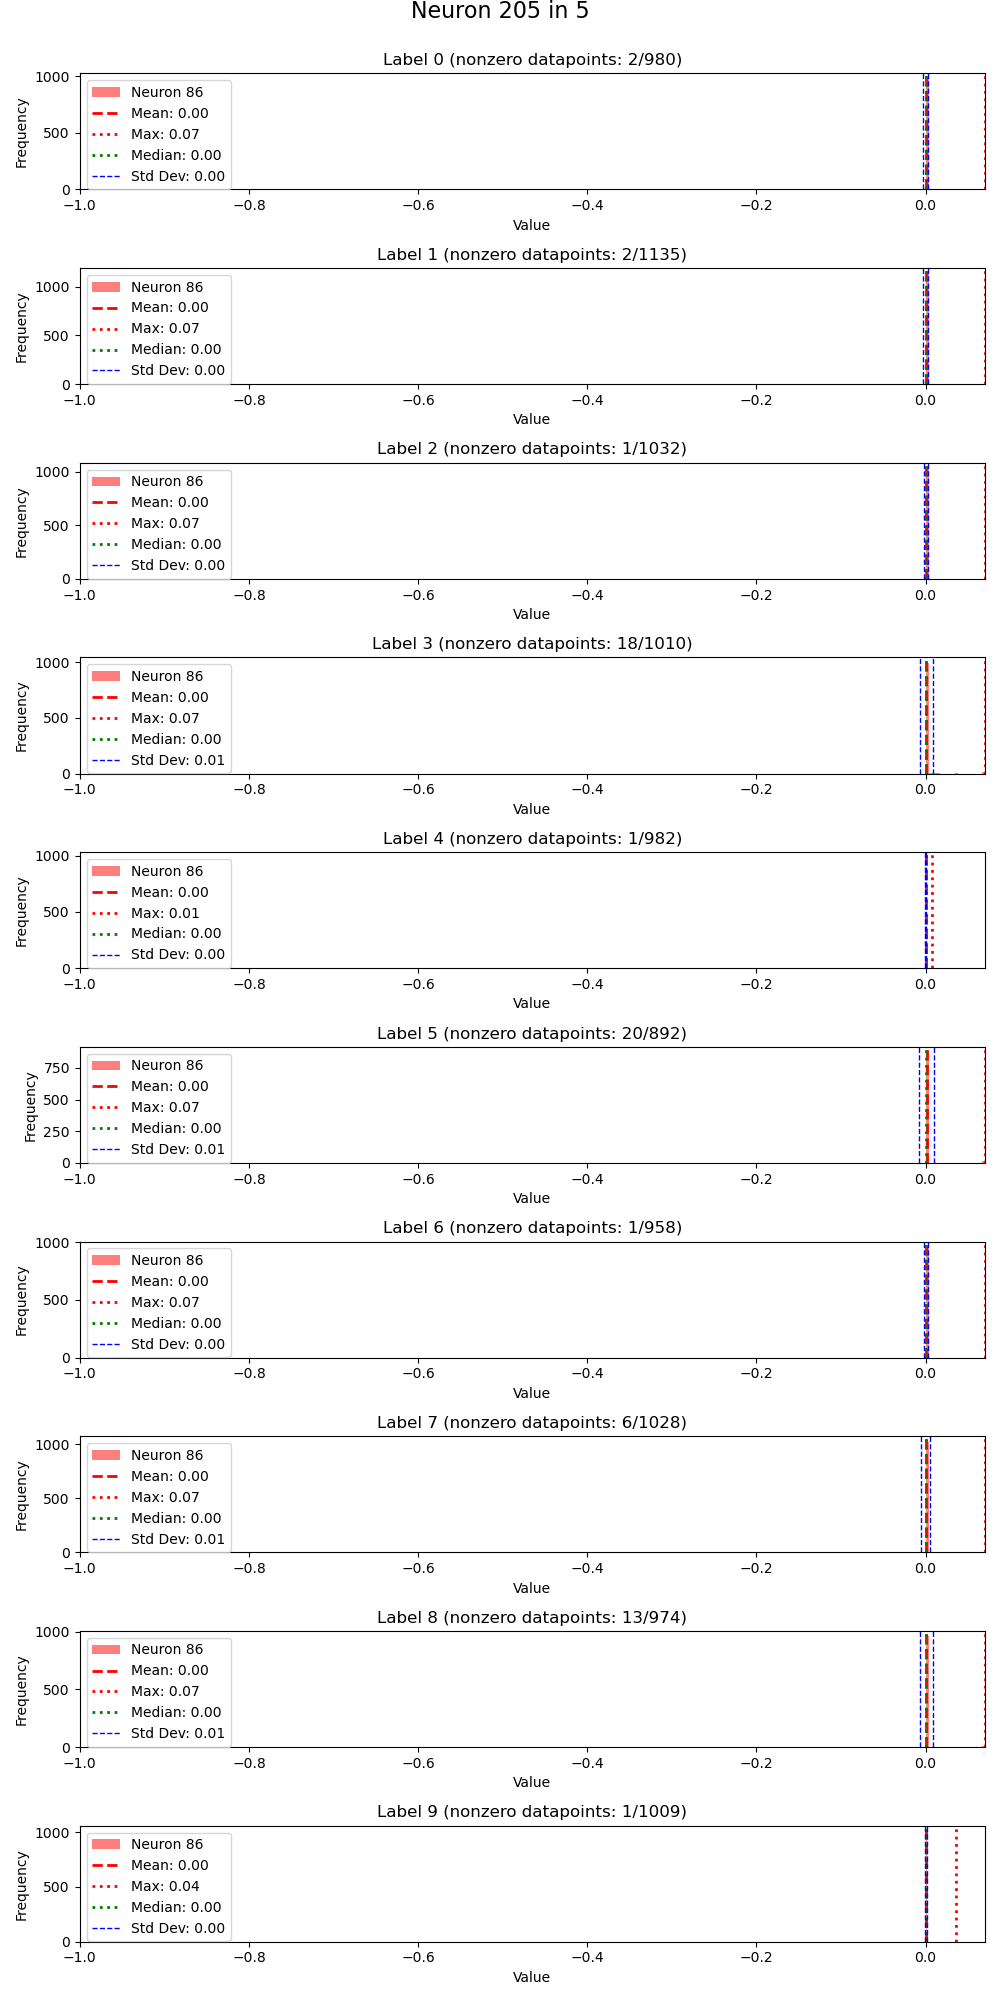 Neuron 205 in 5
Label 0 (nonzero datapoints: 2/980)
1000
500
0
Frequency
Neuron 86
Mean: 0.00
Max: 0.07
Median: 0.00
Std Dev: 0.00
−1.0 −0.8 −0.6 −0.4 −0.2 0.0
Value
Label 1 (nonzero datapoints: 2/1135)
1000
500
0
Frequency
Neuron 86
Mean: 0.00
Max: 0.07
Median: 0.00
Std Dev: 0.00
−1.0 −0.8 −0.6 −0.4 −0.2 0.0
Value
Label 2 (nonzero datapoints: 1/1032)
1000
500
0
Frequency
Neuron 86
Mean: 0.00
Max: 0.07
Median: 0.00
Std Dev: 0.00
−1.0 −0.8 −0.6 −0.4 −0.2 0.0
Value
Label 3 (nonzero datapoints: 18/1010)
1000
500
0
Frequency
Neuron 86
Mean: 0.00
Max: 0.07
Median: 0.00
Std Dev: 0.01
−1.0 −0.8 −0.6 −0.4 −0.2 0.0
Value
Label 4 (nonzero datapoints: 1/982)
1000
500
0
Frequency
Neuron 86
Mean: 0.00
Max: 0.01
Median: 0.00
Std Dev: 0.00
−1.0 −0.8 −0.6 −0.4 −0.2 0.0
Value
Label 5 (nonzero datapoints: 20/892)
750
500
250
0
Frequency
Neuron 86
Mean: 0.00
Max: 0.07
Median: 0.00
Std Dev: 0.01
−1.0 −0.8 −0.6 −0.4 −0.2 0.0
Value
Label 6 (nonzero datapoints: 1/958)
1000
500
0
Frequency
Neuron 86
Mean: 0.00
Max: 0.07
Median: 0.00
Std Dev: 0.00
−1.0 −0.8 −0.6 −0.4 −0.2 0.0
Value
Label 7 (nonzero datapoints: 6/1028)
1000
500
0
Frequency
Neuron 86
Mean: 0.00
Max: 0.07
Median: 0.00
Std Dev: 0.01
−1.0 −0.8 −0.6 −0.4 −0.2 0.0
Value
Label 8 (nonzero datapoints: 13/974)
1000
500
0
Frequency
Neuron 86
Mean: 0.00
Max: 0.07
Median: 0.00
Std Dev: 0.01
−1.0 −0.8 −0.6 −0.4 −0.2 0.0
Value
Label 9 (nonzero datapoints: 1/1009)
1000
500
0
Frequency
Neuron 86
Mean: 0.00
Max: 0.04
Median: 0.00
Std Dev: 0.00
−1.0 −0.8 −0.6 −0.4 −0.2 0.0
Value